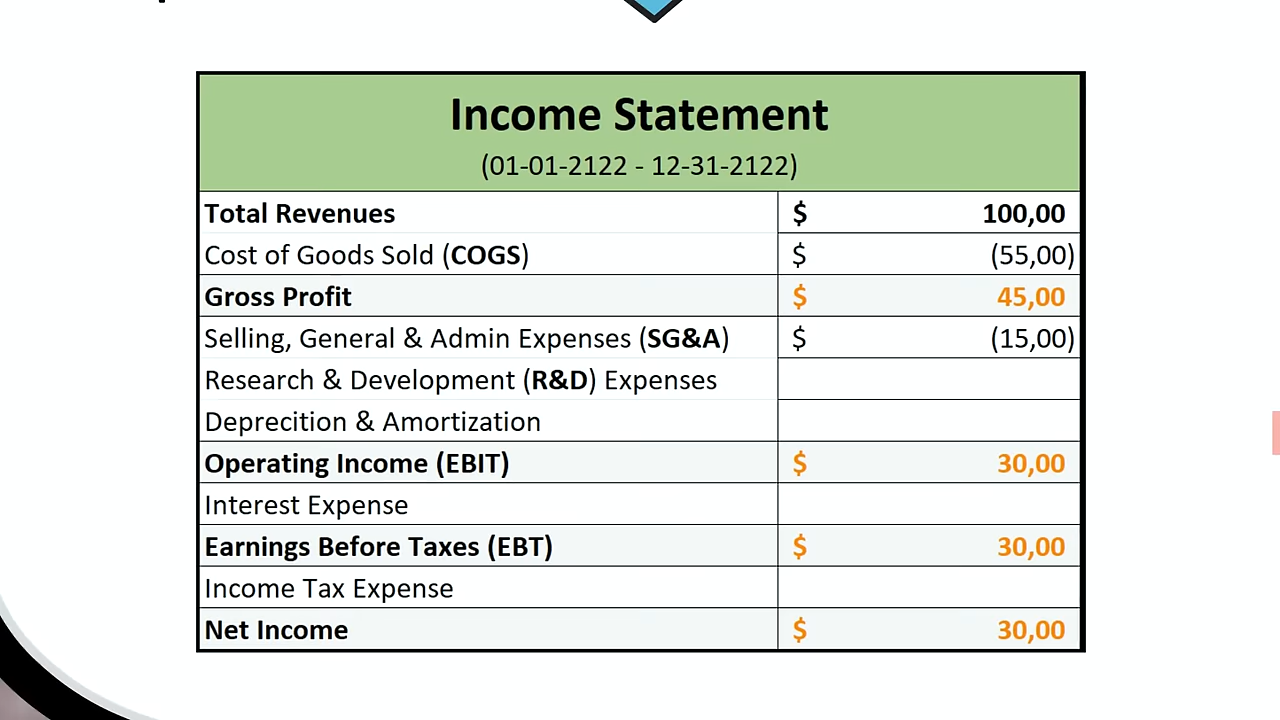 Income Statement
(01-01-2122 - 12-31-2122)
Total Revenues $ 100,00
Cost of Goods Sold (COGS) $ (55,00)
Gross Profit $ 45,00
Selling, General & Admin Expenses (SG&A) $ (15,00)
Research & Development (R&D) Expenses
Deprecition & Amortization
Operating Income (EBIT) $ 30,00
Interest Expense
Earnings Before Taxes (EBT) $ 30,00
Income Tax Expense
Net Income $ 30,00